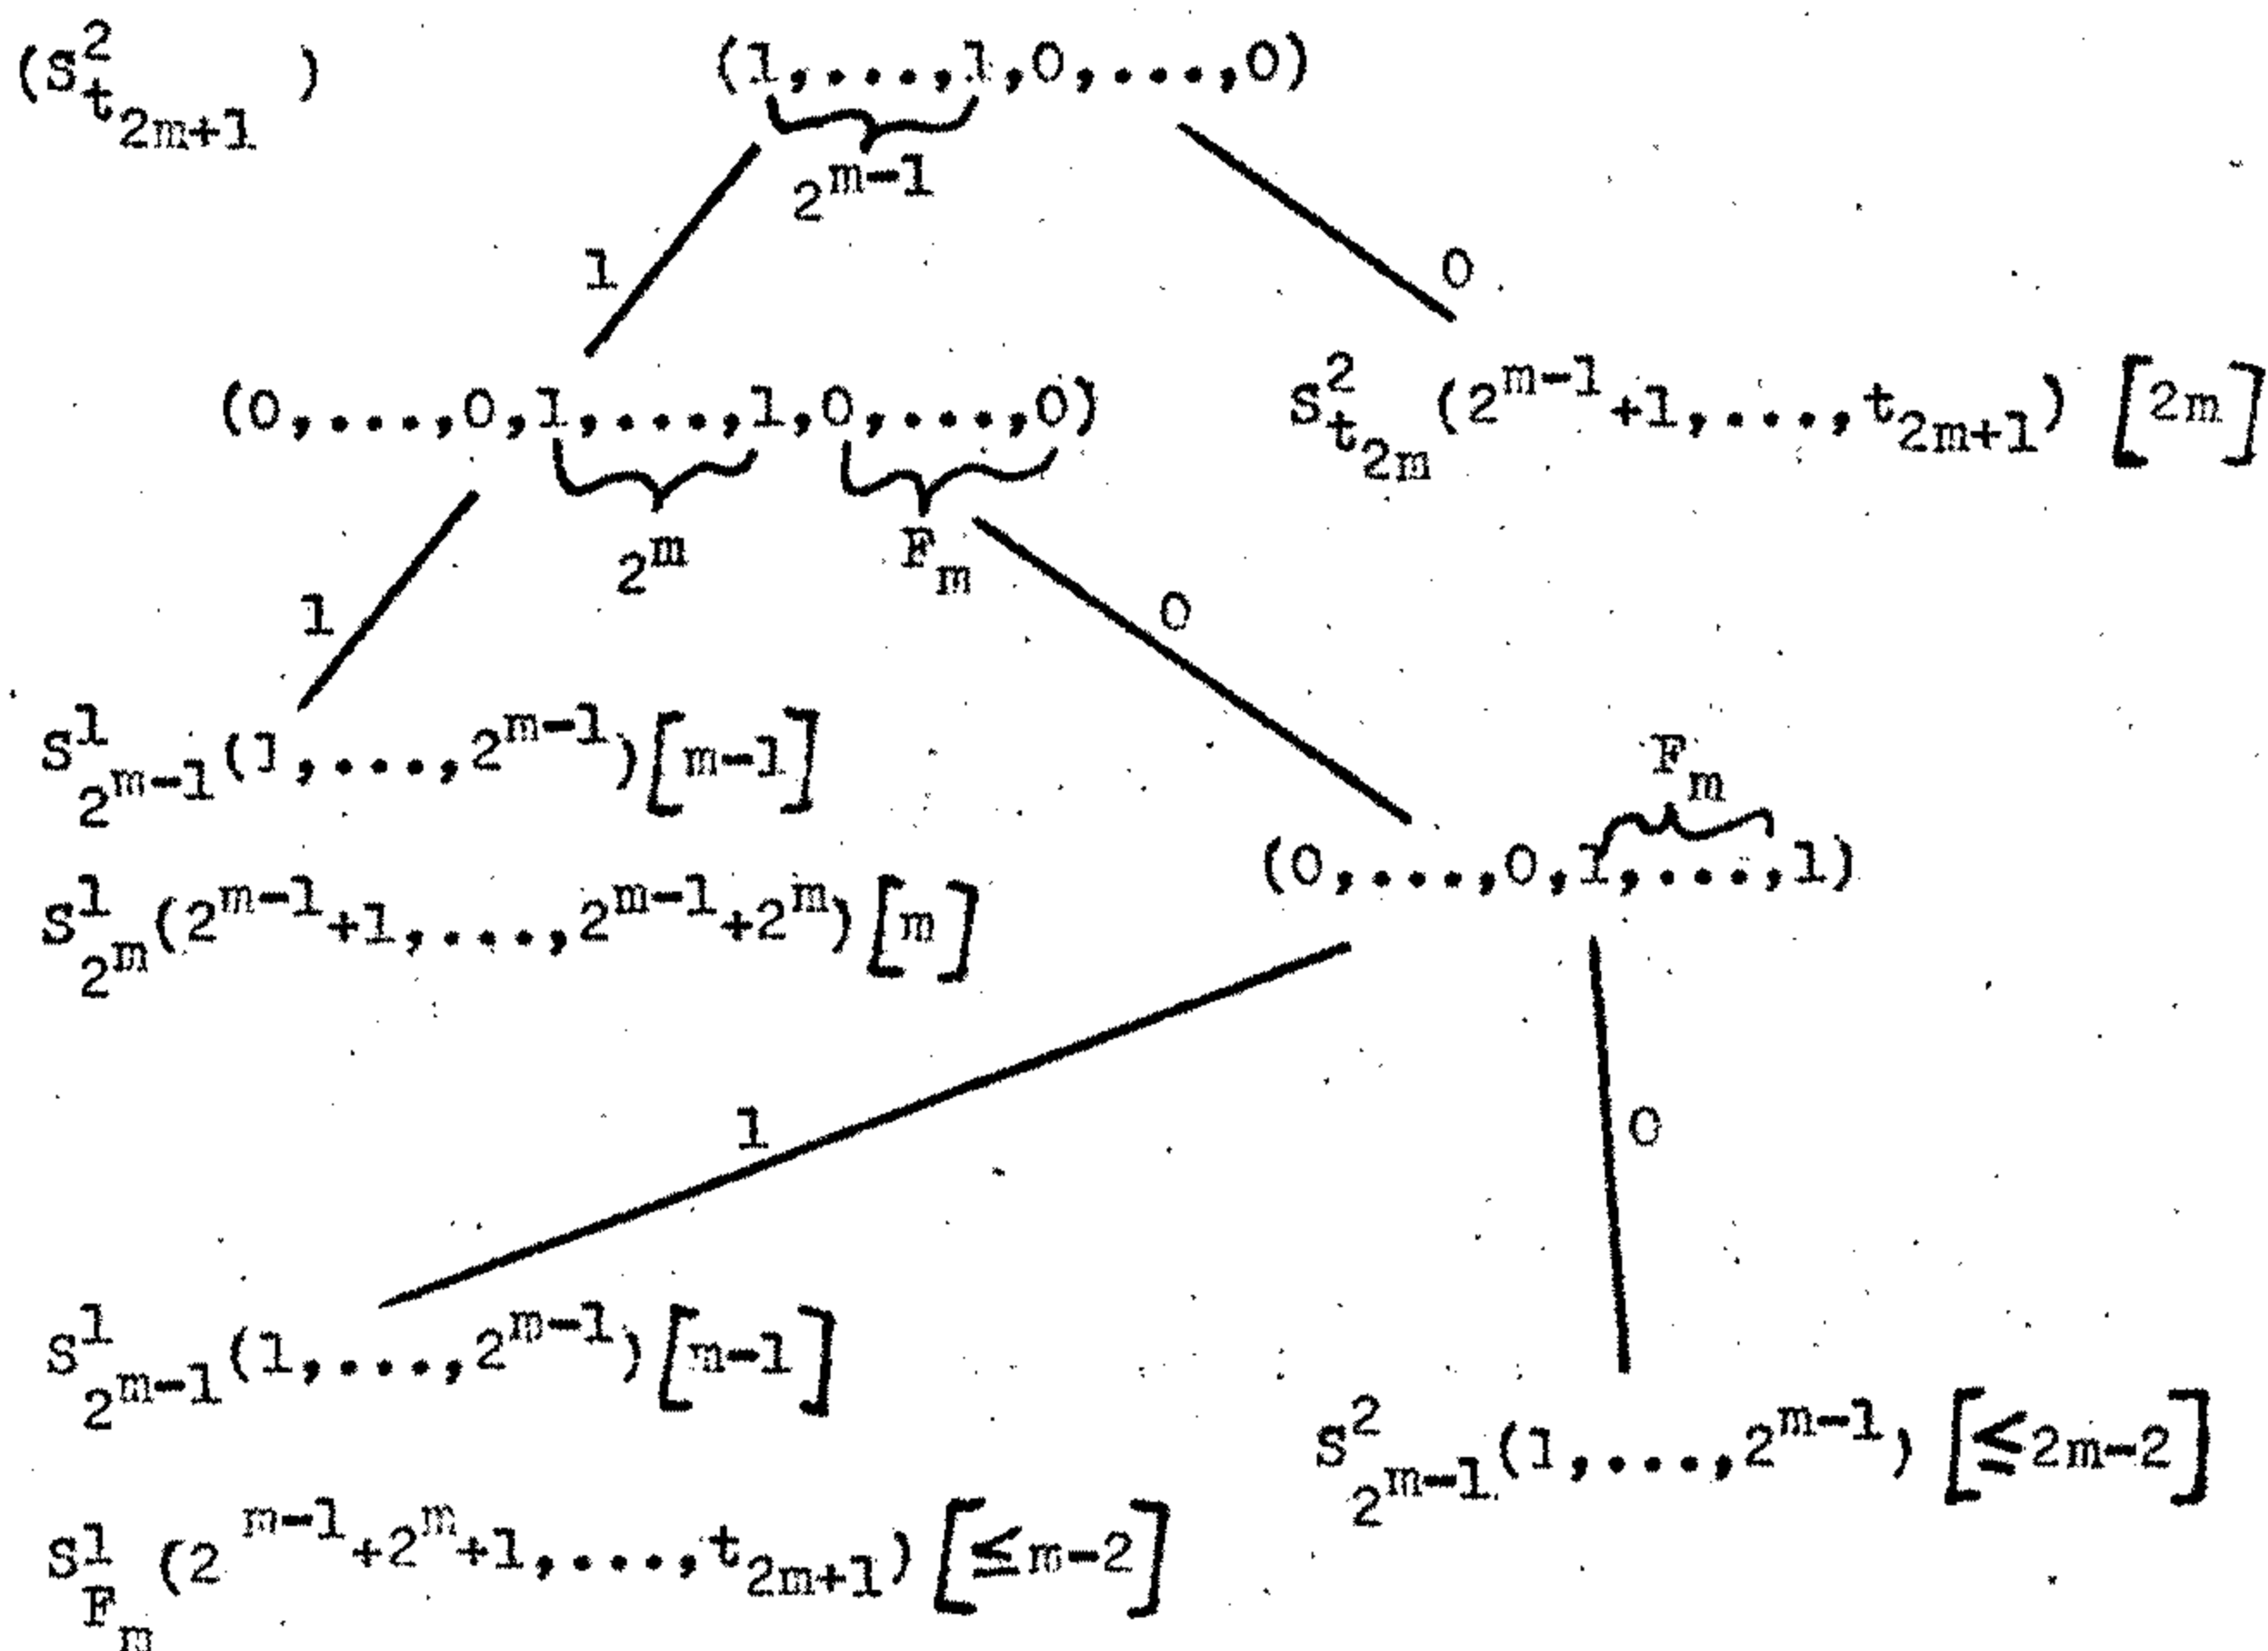 (S^2_{t_{2m+1}}) (1,...,1,0,...,0)
2^{m-1}
1 0
(0,...,0,1,...,1,0,...,0) S^2_{t_{2m}}(2^{m-1}+1,...,t_{2m+1}) [2m]
2^m F_m
1 0
S^1_{2^{m-1}}(1,...,2^{m-1})[m-1]
F_m
S^1_{2^m}(2^{m-1}+1,...,2^{m-1}+2^m)[m] (0,...,0,1,...,1)
1 0
S^1_{2^{m-1}}(1,...,2^{m-1})[m-1]
S^2_{2^{m-1}}(1,...,2^{m-1}) [≤2m-2]
S^1_{F_m}(2^{m-1}+2^m+1,...,t_{2m+1})[≤m-2]